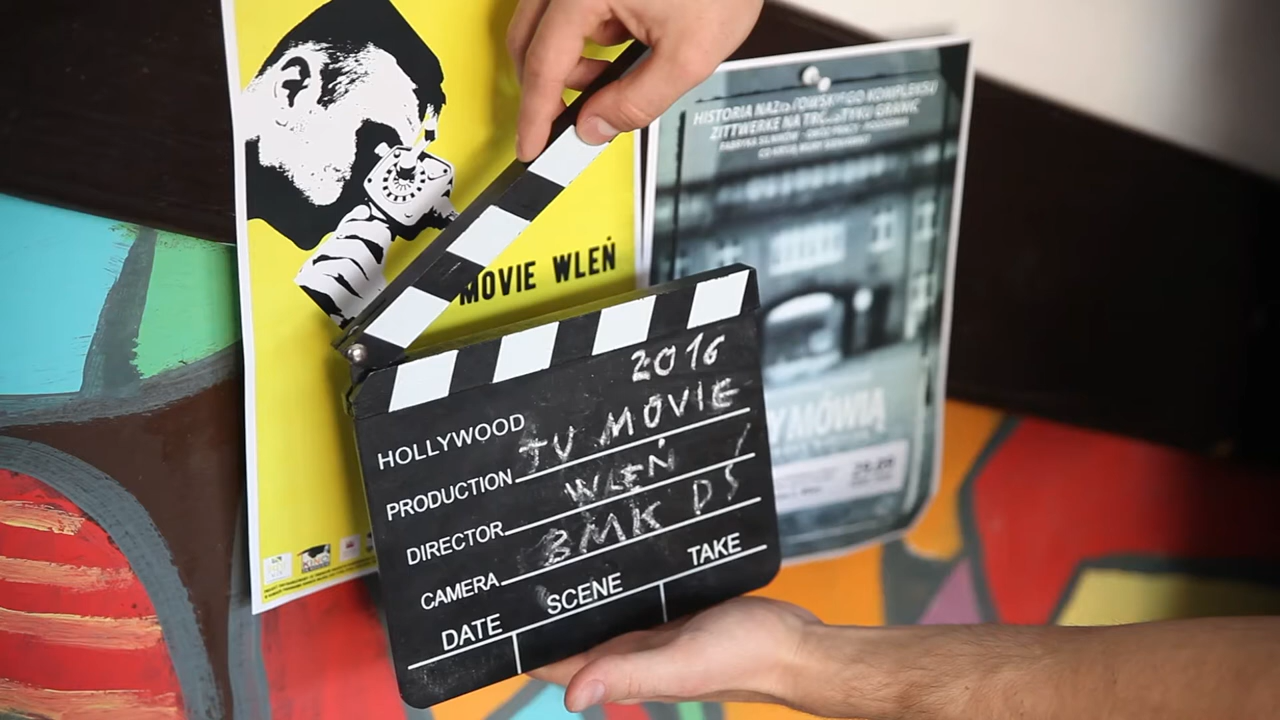 MOVIE WLEŃ
HISTORIA NAZISTOWSKIEGO KOMPLEKSU
ZITTWERKE NA TRÓJSTYKU GRANIC
Y MÓWIĄ
2016
HOLLYWOOD
TV MOVIE
PRODUCTION
WLEŃ
DIRECTOR
BMK DS
CAMERA
DATE
SCENE
TAKE